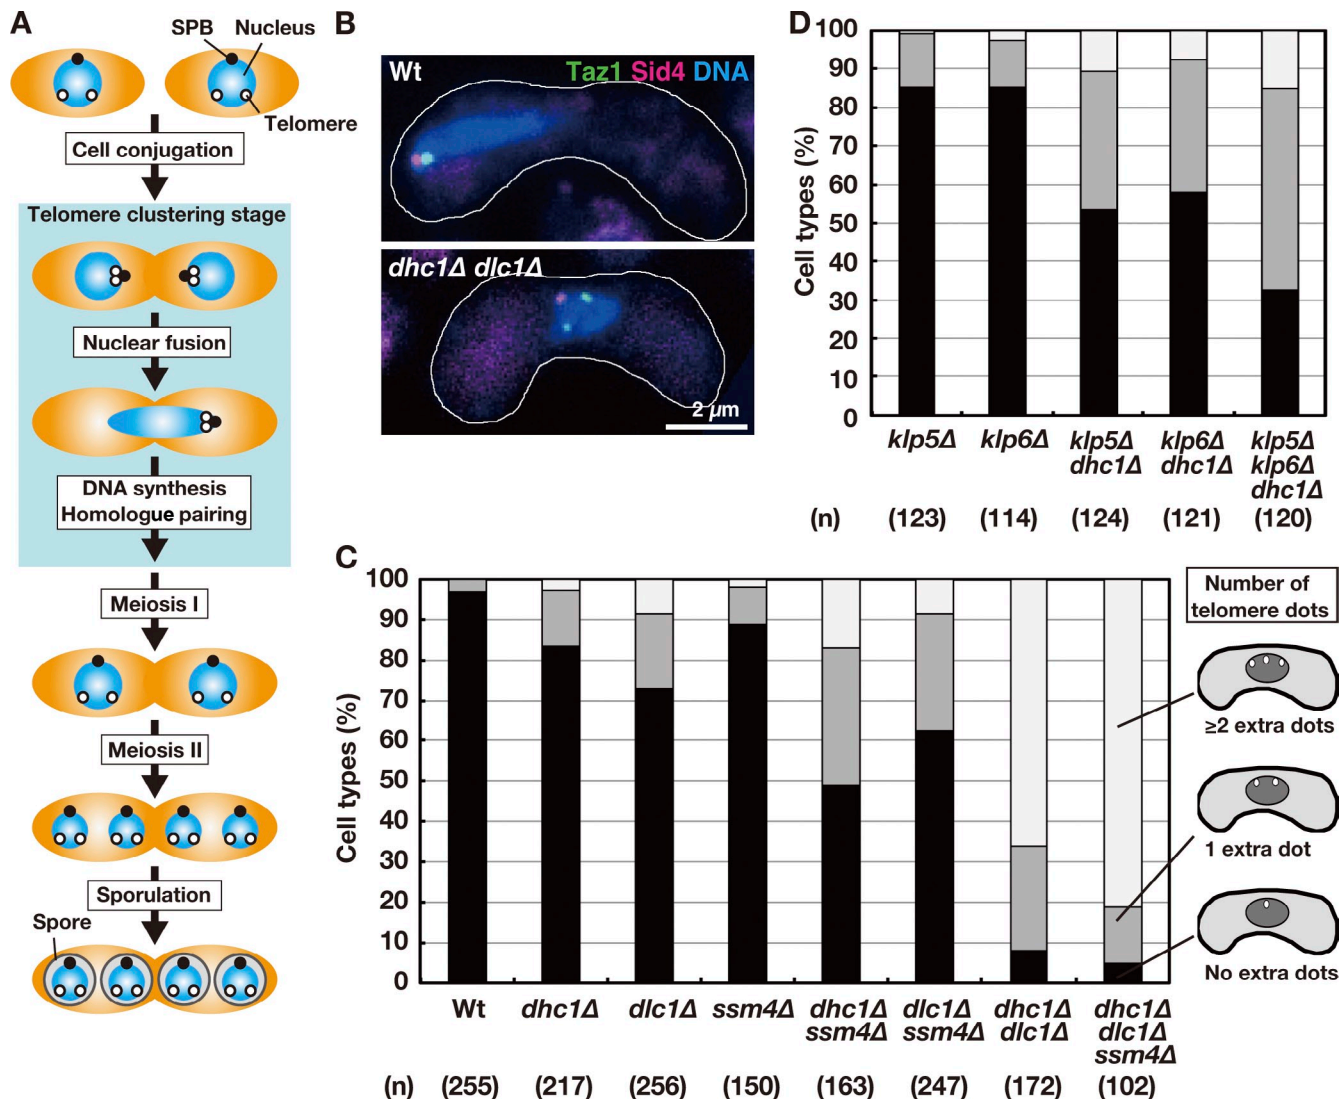 A
SPB
Nucleus
Telomere
Cell conjugation
Telomere clustering stage
Nuclear fusion
DNA synthesis
Homologue pairing
Meiosis I
Meiosis II
Sporulation
Spore
B
Wt
Taz1 Sid4 DNA
dhc1Δ dlc1Δ
2 µm
D
Cell types (%)
100
90
80
70
60
50
40
30
20
10
0
klp5Δ
klp6Δ
klp5Δ
dhc1Δ
klp6Δ
dhc1Δ
klp5Δ
klp6Δ
dhc1Δ
(n) (123) (114) (124) (121) (120)
C
Cell types (%)
100
90
80
70
60
50
40
30
20
10
0
Wt
dhc1Δ
dlc1Δ
ssm4Δ
dhc1Δ
ssm4Δ
dlc1Δ
ssm4Δ
dhc1Δ
dlc1Δ
dhc1Δ
dlc1Δ
ssm4Δ
(n) (255) (217) (256) (150) (163) (247) (172) (102)
Number of
telomere dots
≥2 extra dots
1 extra dot
No extra dots